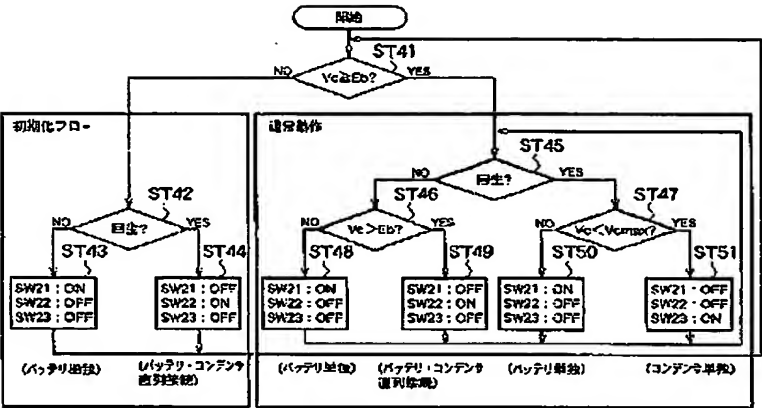 開始
ST41
Vc≧Eb?
NO
YES
初期化フロー
通常動作
ST42
回生?
NO
YES
ST43
SW21:ON
SW22:OFF
SW23:OFF
ST44
SW21:OFF
SW22:ON
SW23:OFF
(バッテリ単独)
(バッテリ・コンデンサ
直列接続)
ST45
回生?
NO
YES
ST46
Vc>Eb?
NO
YES
ST47
Vc<Vcmax?
NO
YES
ST48
SW21:ON
SW22:OFF
SW23:OFF
ST49
SW21:OFF
SW22:ON
SW23:OFF
ST50
SW21:ON
SW22:OFF
SW23:OFF
ST51
SW21:OFF
SW22:OFF
SW23:ON
(バッテリ単独)
(バッテリ・コンデンサ
直列接続)
(バッテリ単独)
(コンデンサ単独)